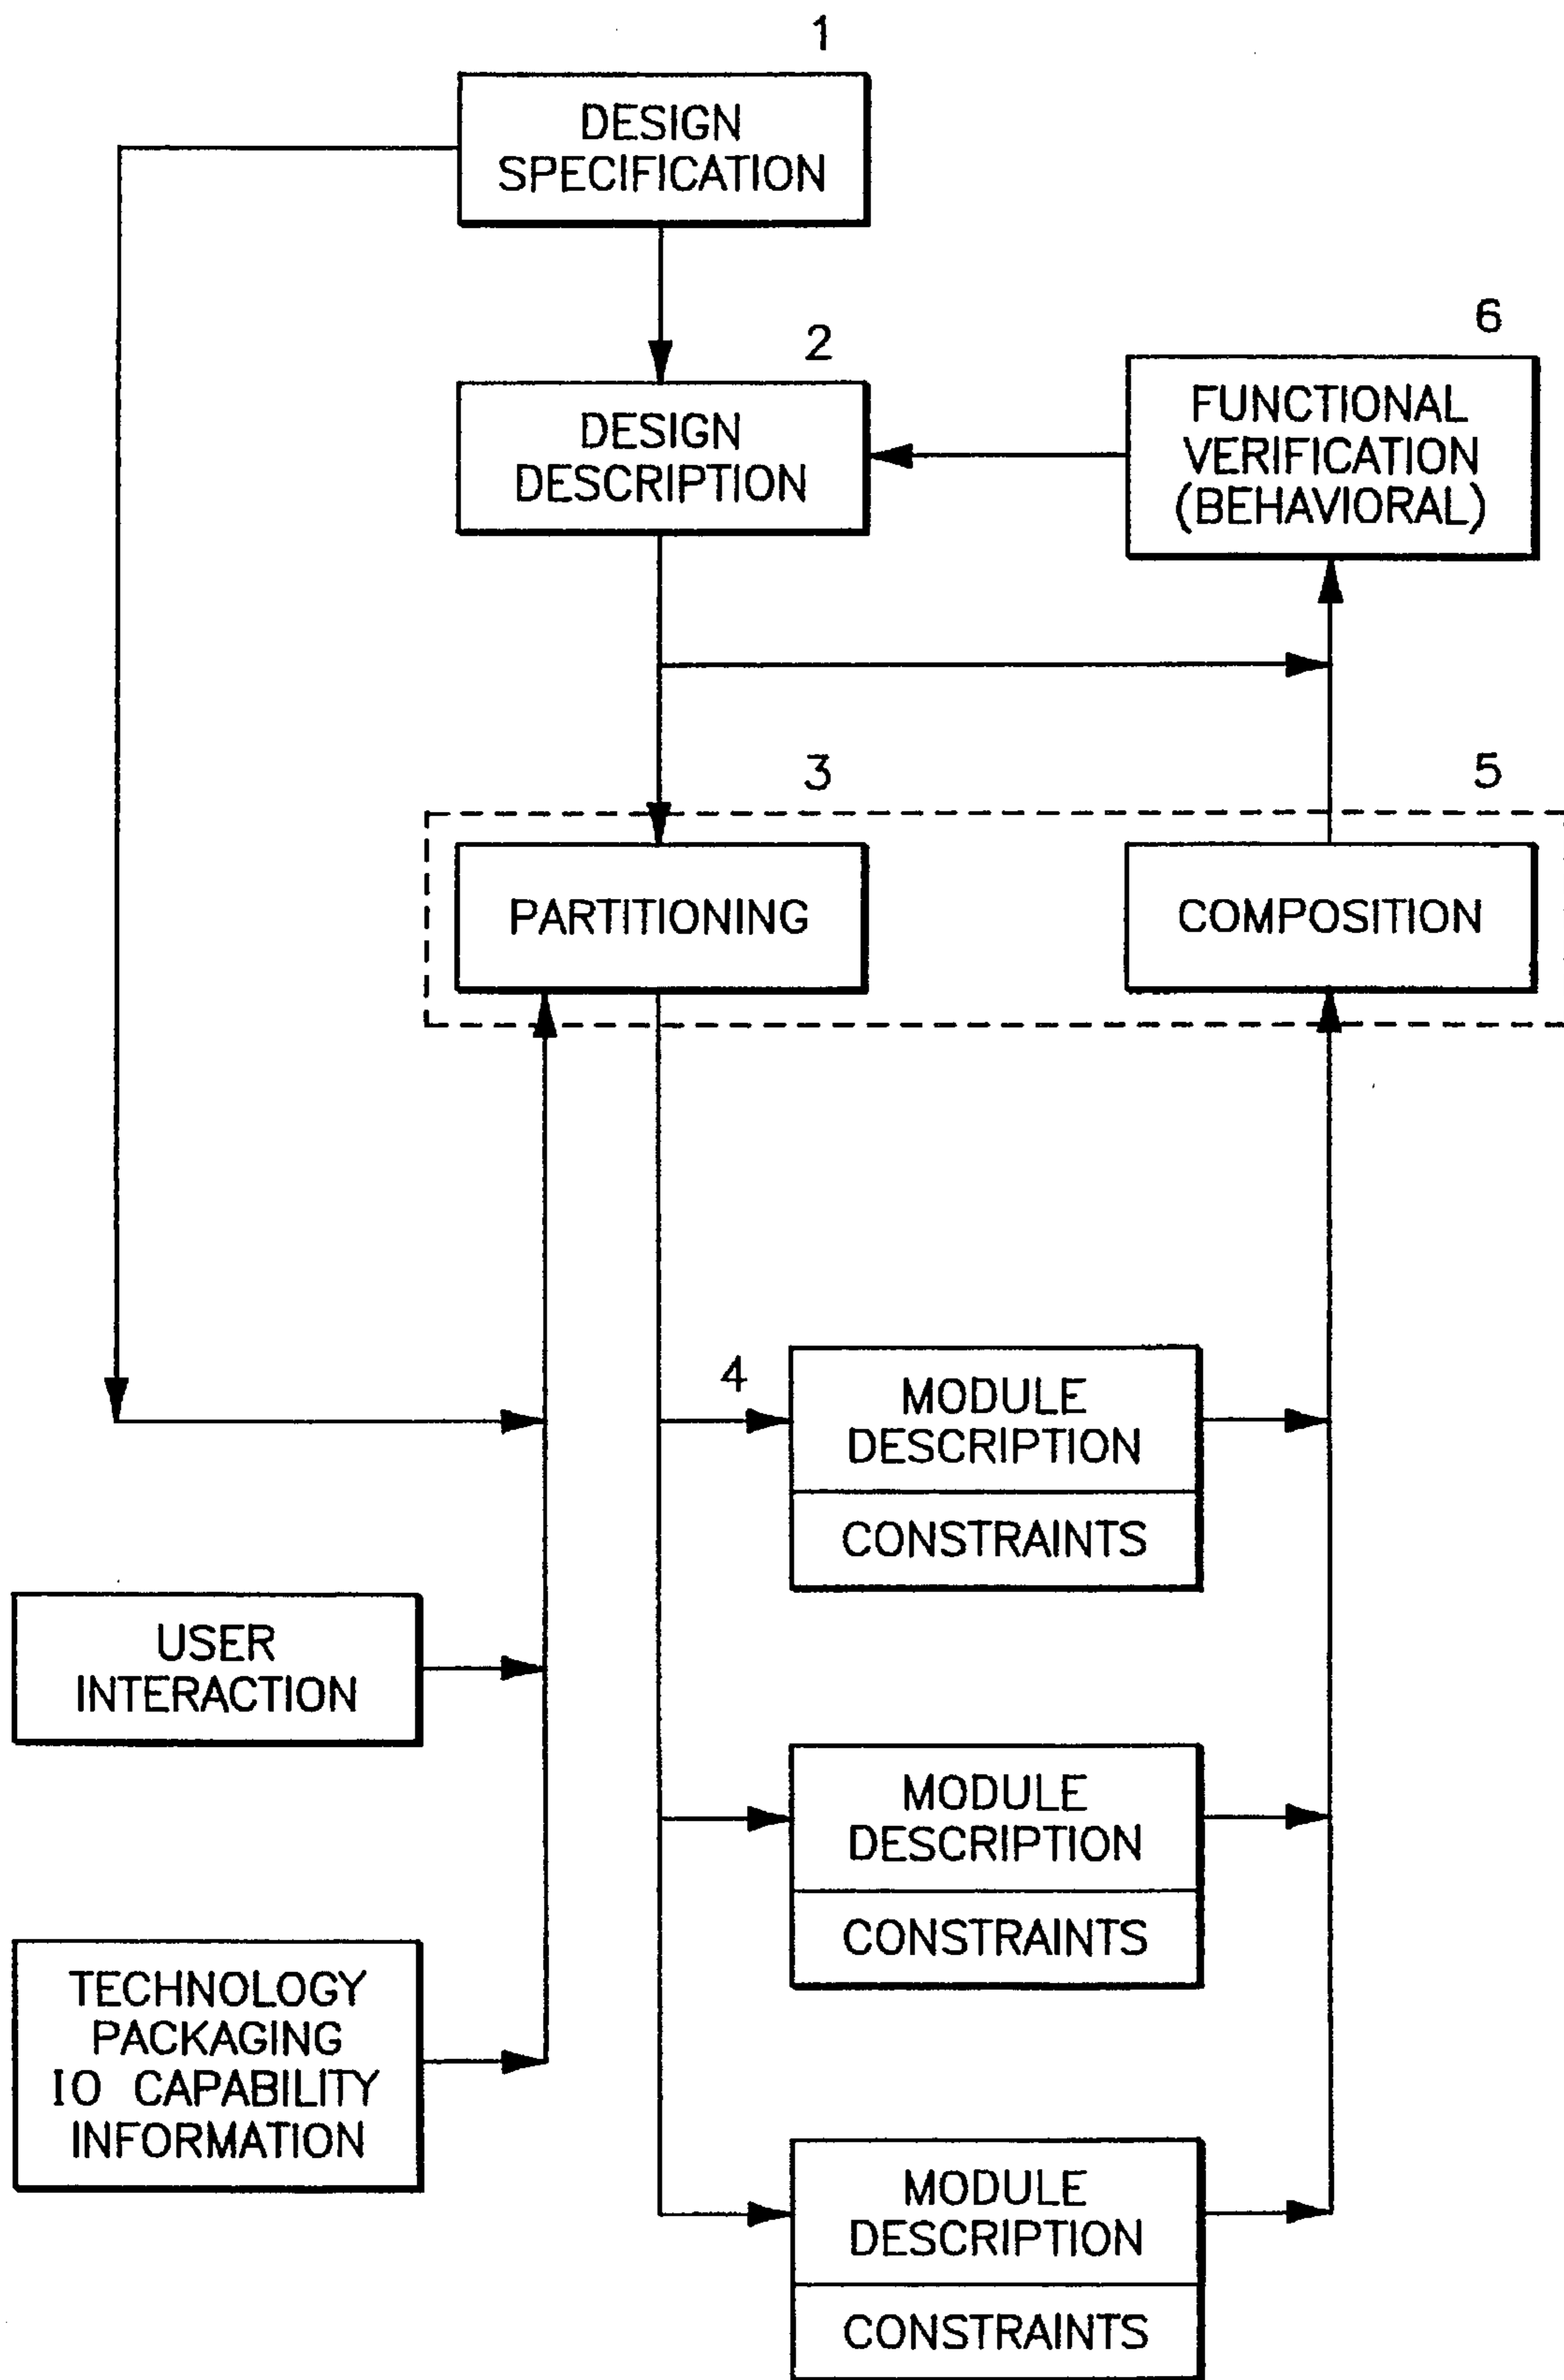 1
DESIGN
SPECIFICATION
2
DESIGN
DESCRIPTION
6
FUNCTIONAL
VERIFICATION
(BEHAVIORAL)
3
PARTITIONING
5
COMPOSITION
4
MODULE
DESCRIPTION
CONSTRAINTS
USER
INTERACTION
MODULE
DESCRIPTION
CONSTRAINTS
TECHNOLOGY
PACKAGING
IO CAPABILITY
INFORMATION
MODULE
DESCRIPTION
CONSTRAINTS